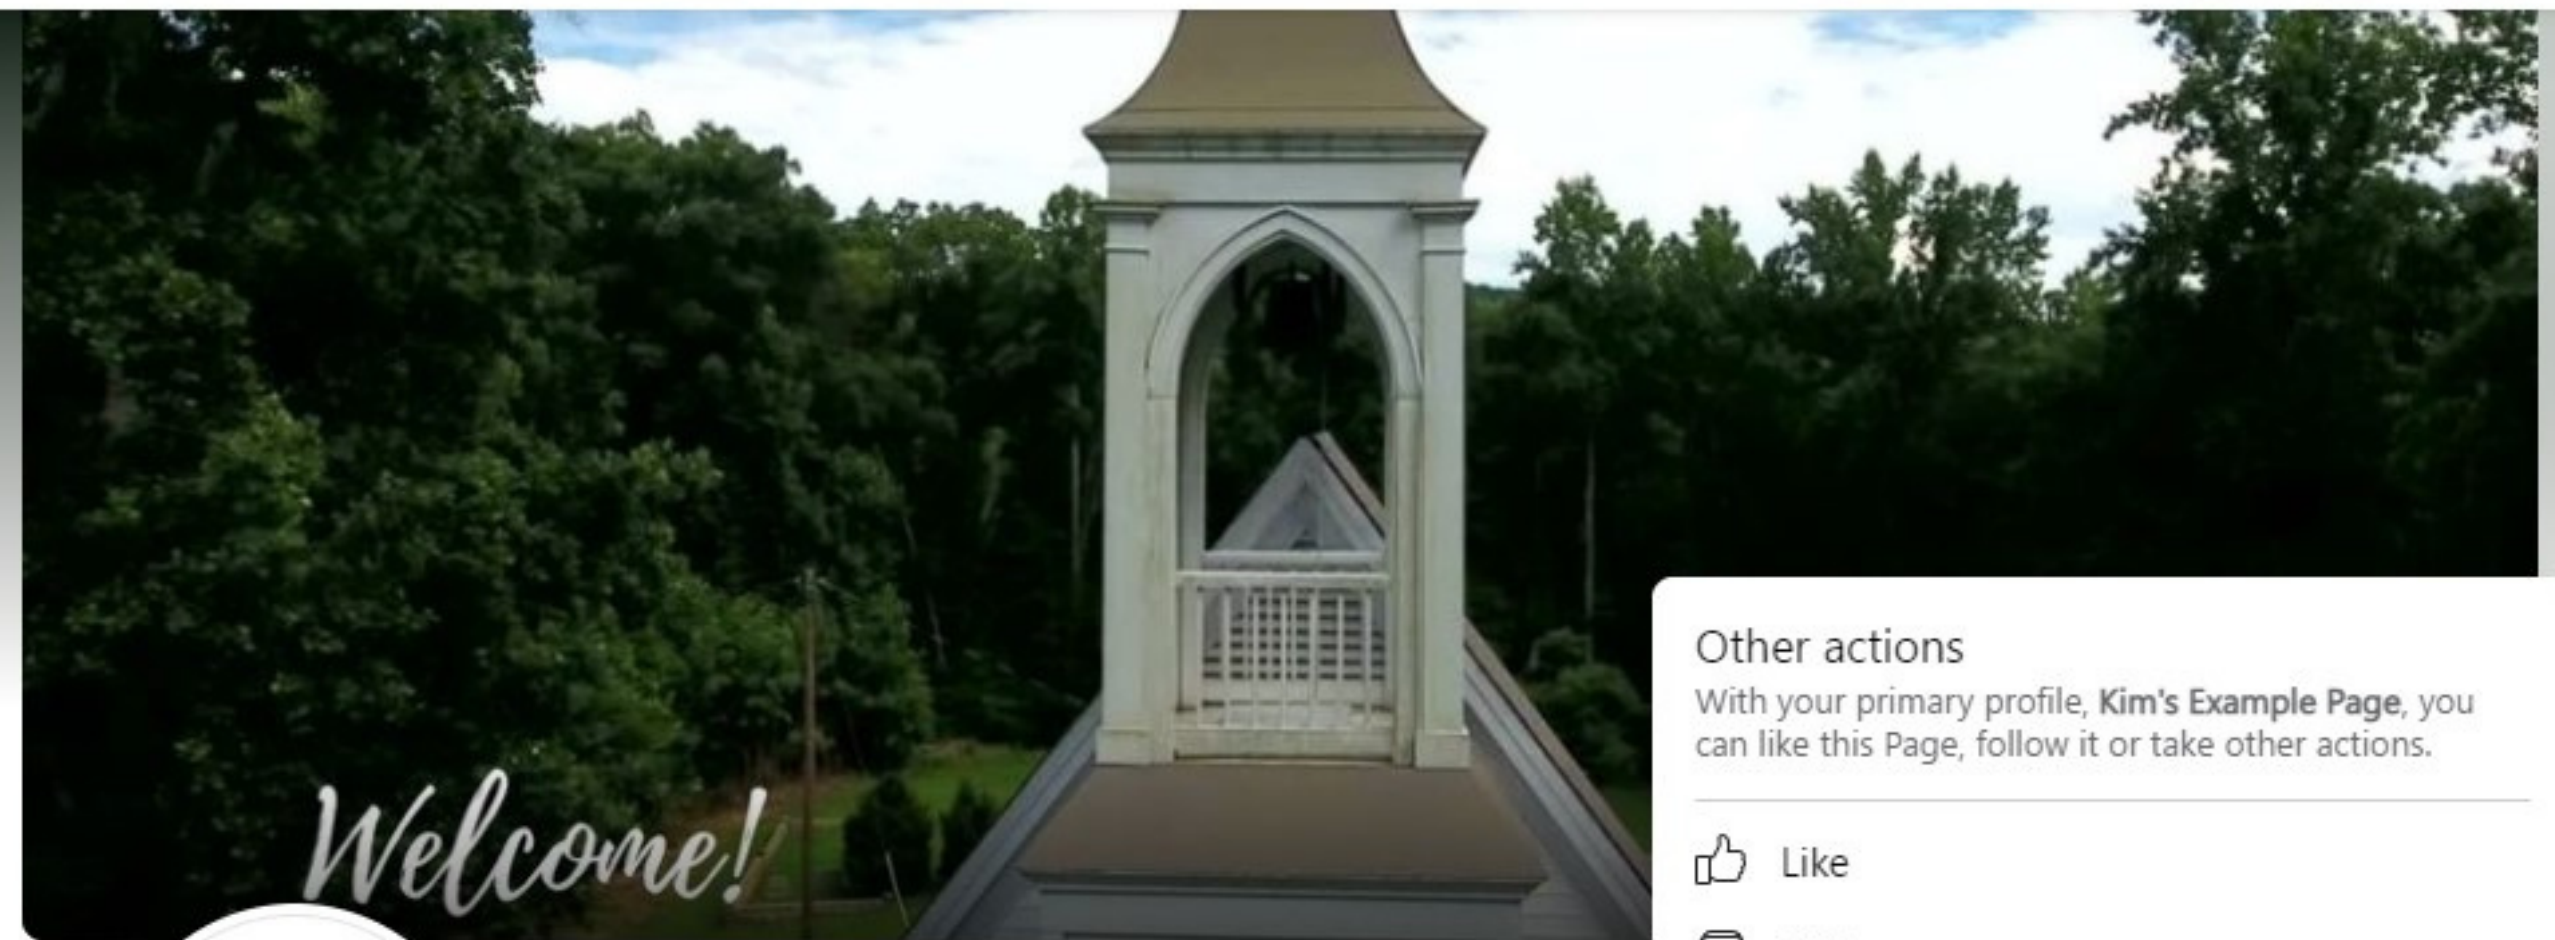 Welcome!
Other actions
With your primary profile, Kim's Example Page, you
can like this Page, follow it or take other actions.
Like